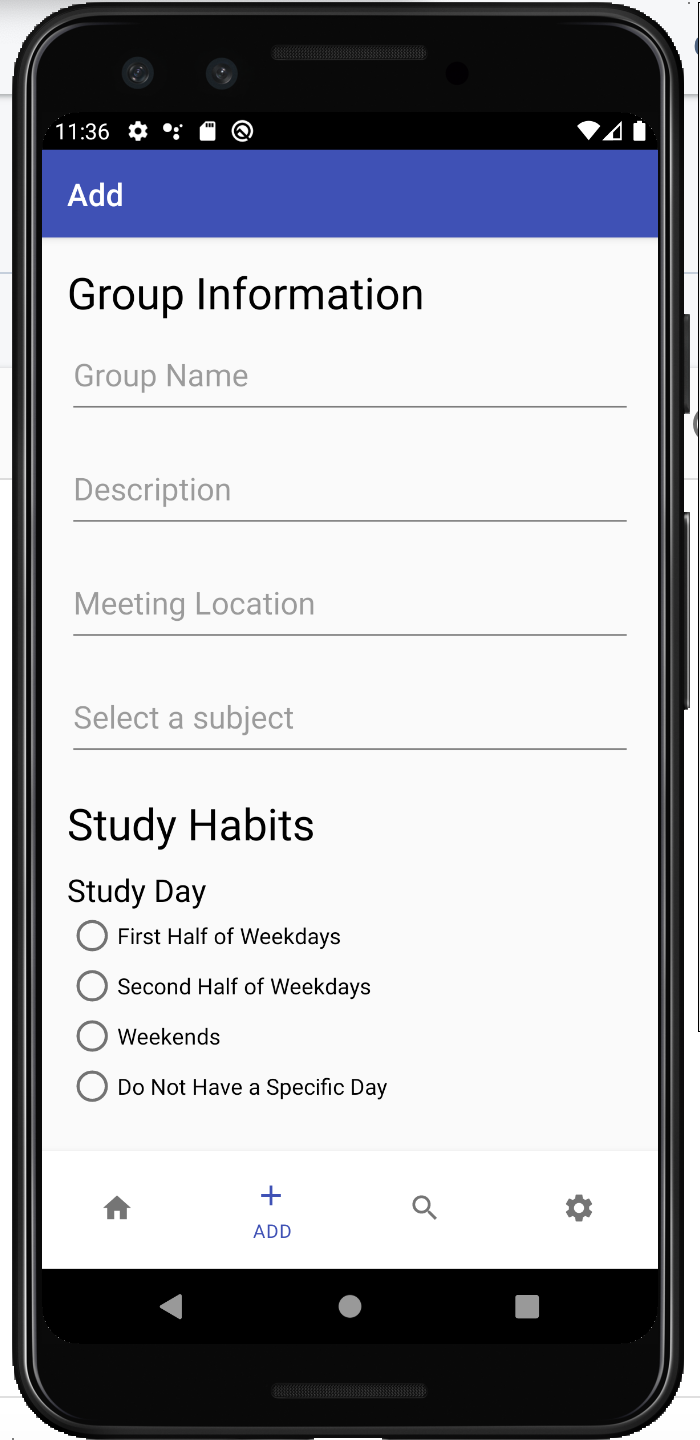 11:36
Add
Group Information
Group Name
Description
Meeting Location
Select a subject
Study Habits
Study Day
First Half of Weekdays
Second Half of Weekdays
Weekends
Do Not Have a Specific Day
ADD